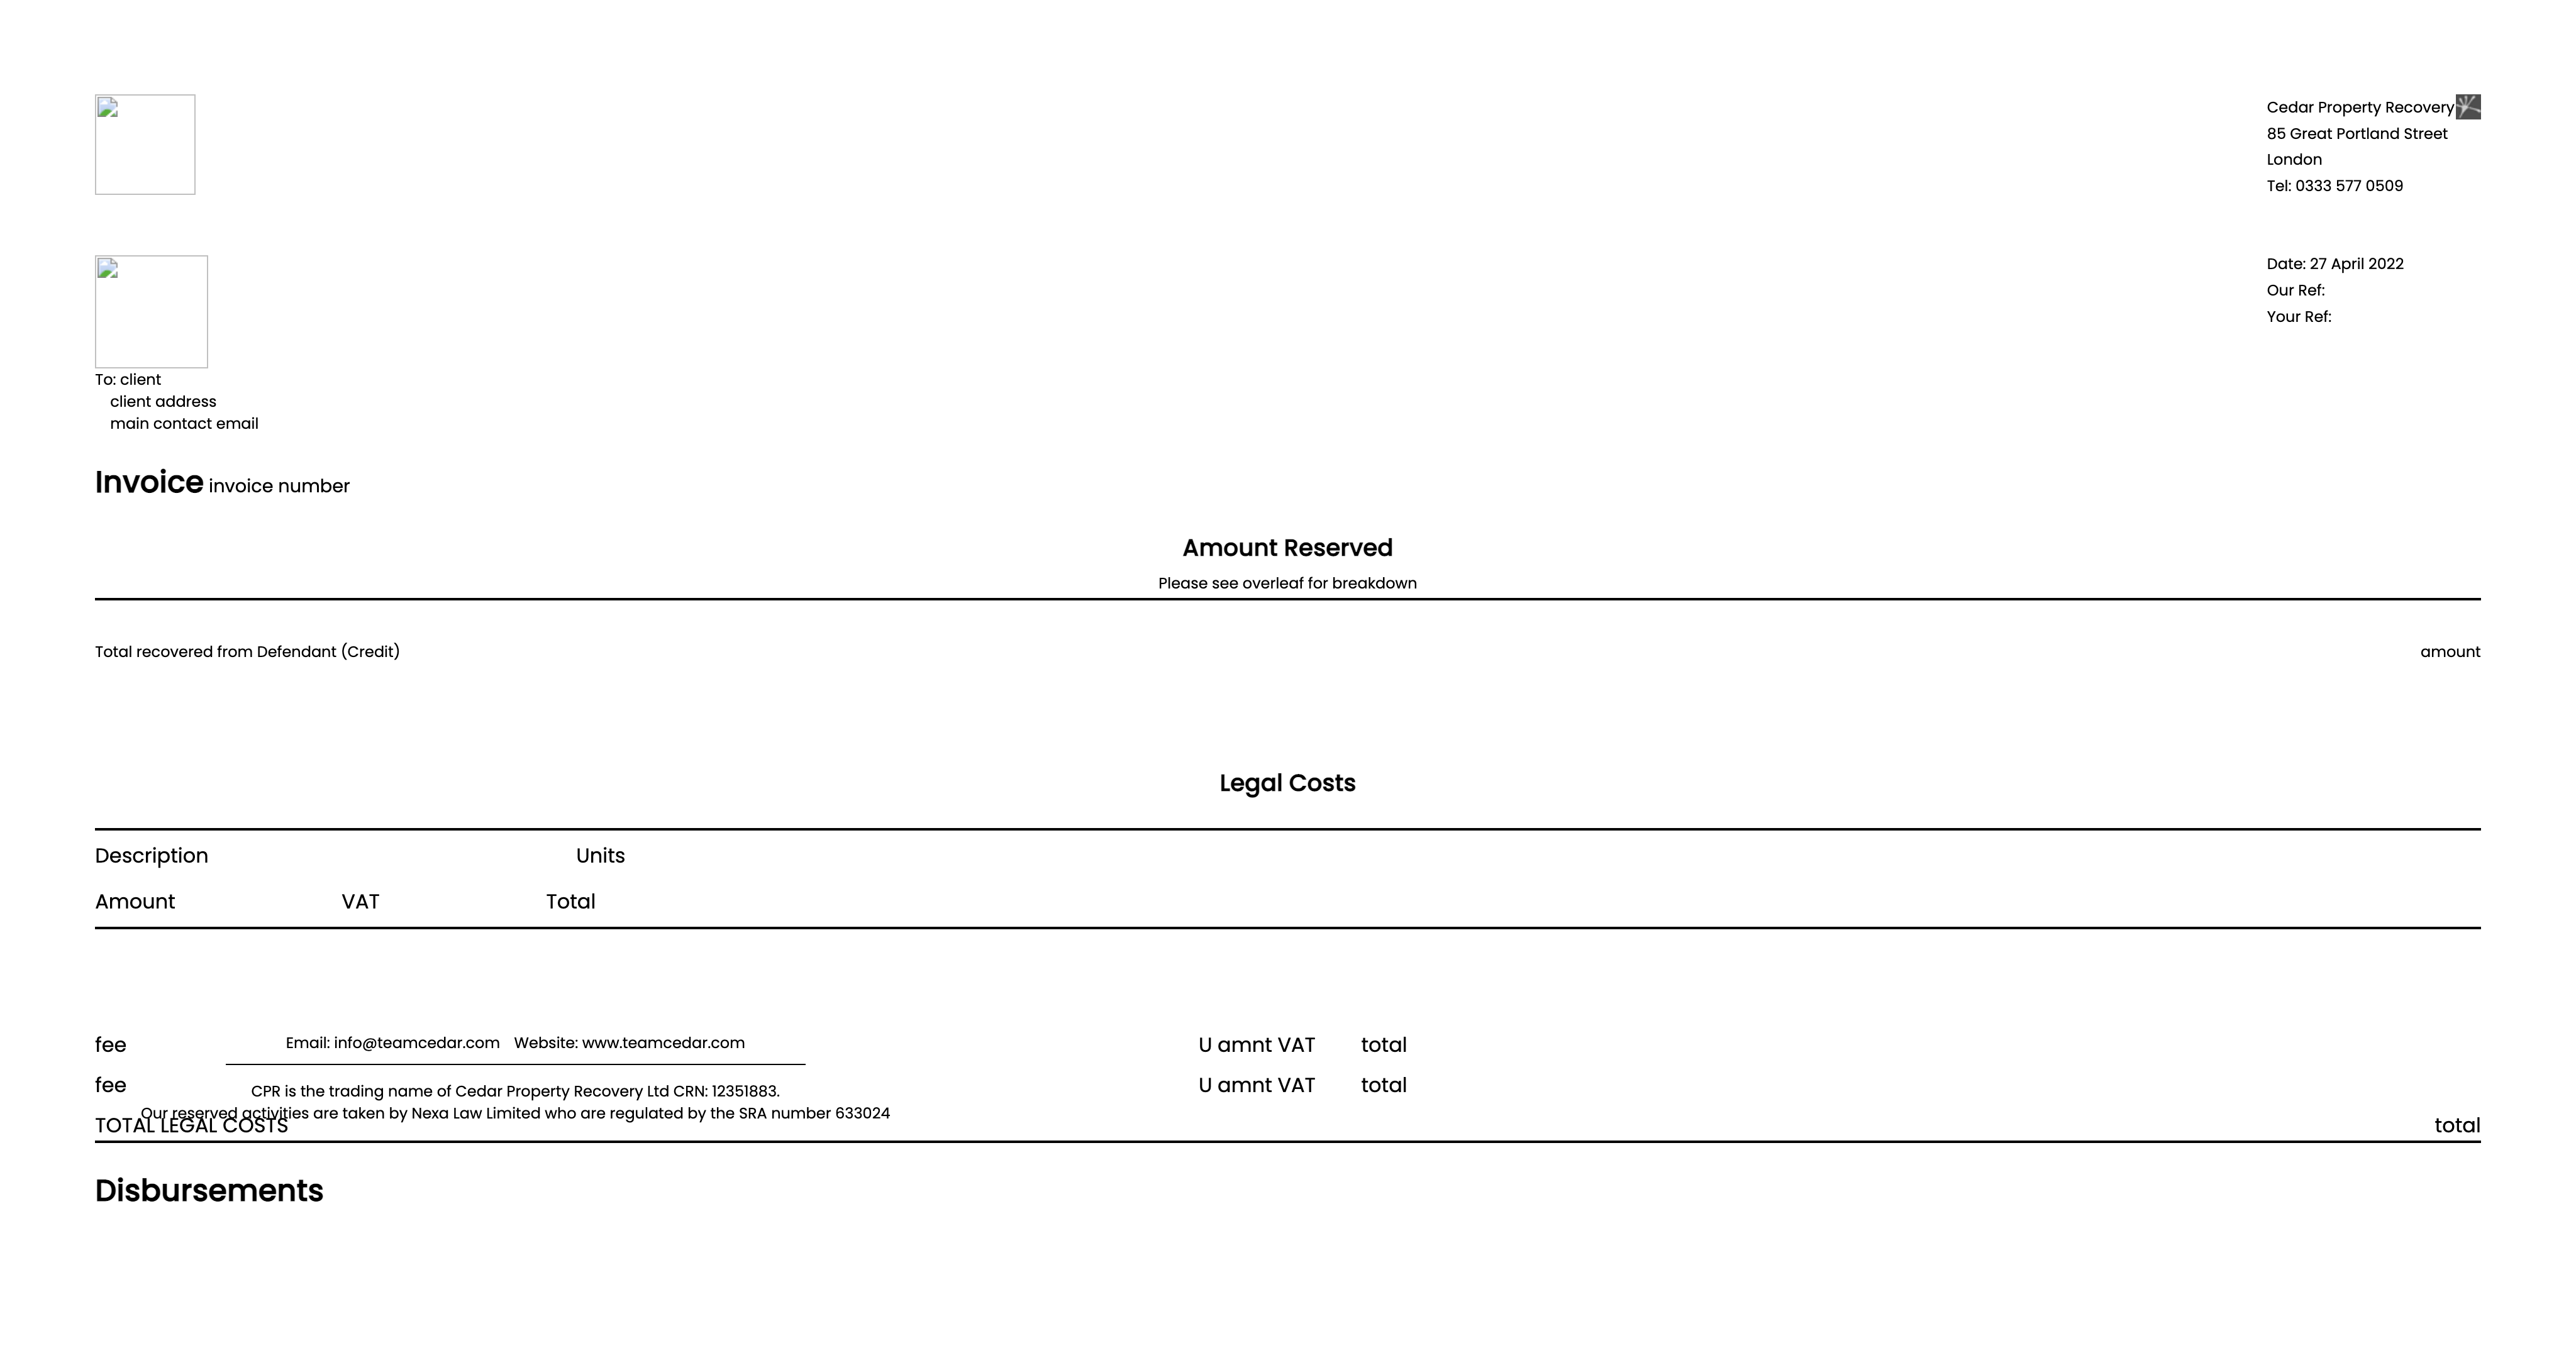 Cedar Property Recovery
85 Great Portland Street
London
Tel: 0333 577 0509
Date: 27 April 2022
Our Ref:
Your Ref:
To: client
client address
main contact email
Invoice invoice number
Amount Reserved
Please see overleaf for breakdown
Total recovered from Defendant (Credit) amount
Legal Costs
Description Units
Amount VAT Total
fee U amnt VAT total
Email: info@teamcedar.com Website: www.teamcedar.com
fee U amnt VAT total
CPR is the trading name of Cedar Property Recovery Ltd CRN: 12351883.
Our reserved activities are taken by Nexa Law Limited who are regulated by the SRA number 633024
TOTAL LEGAL COSTS total
Disbursements